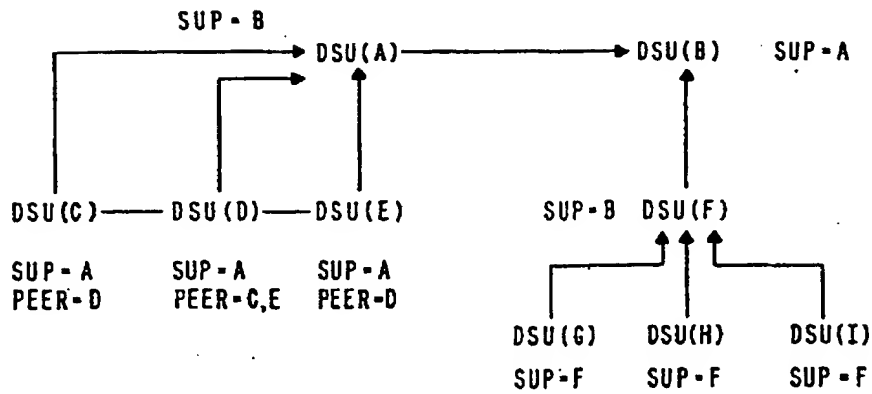 SUP-B
DSU(A) DSU(B) SUP-A
DSU(C) DSU(D) DSU(E) SUP-B DSU(F)
SUP-A SUP-A SUP-A
PEER-D PEER-C,E PEER-D
DSU(G) DSU(H) DSU(I)
SUP-F SUP-F SUP-F